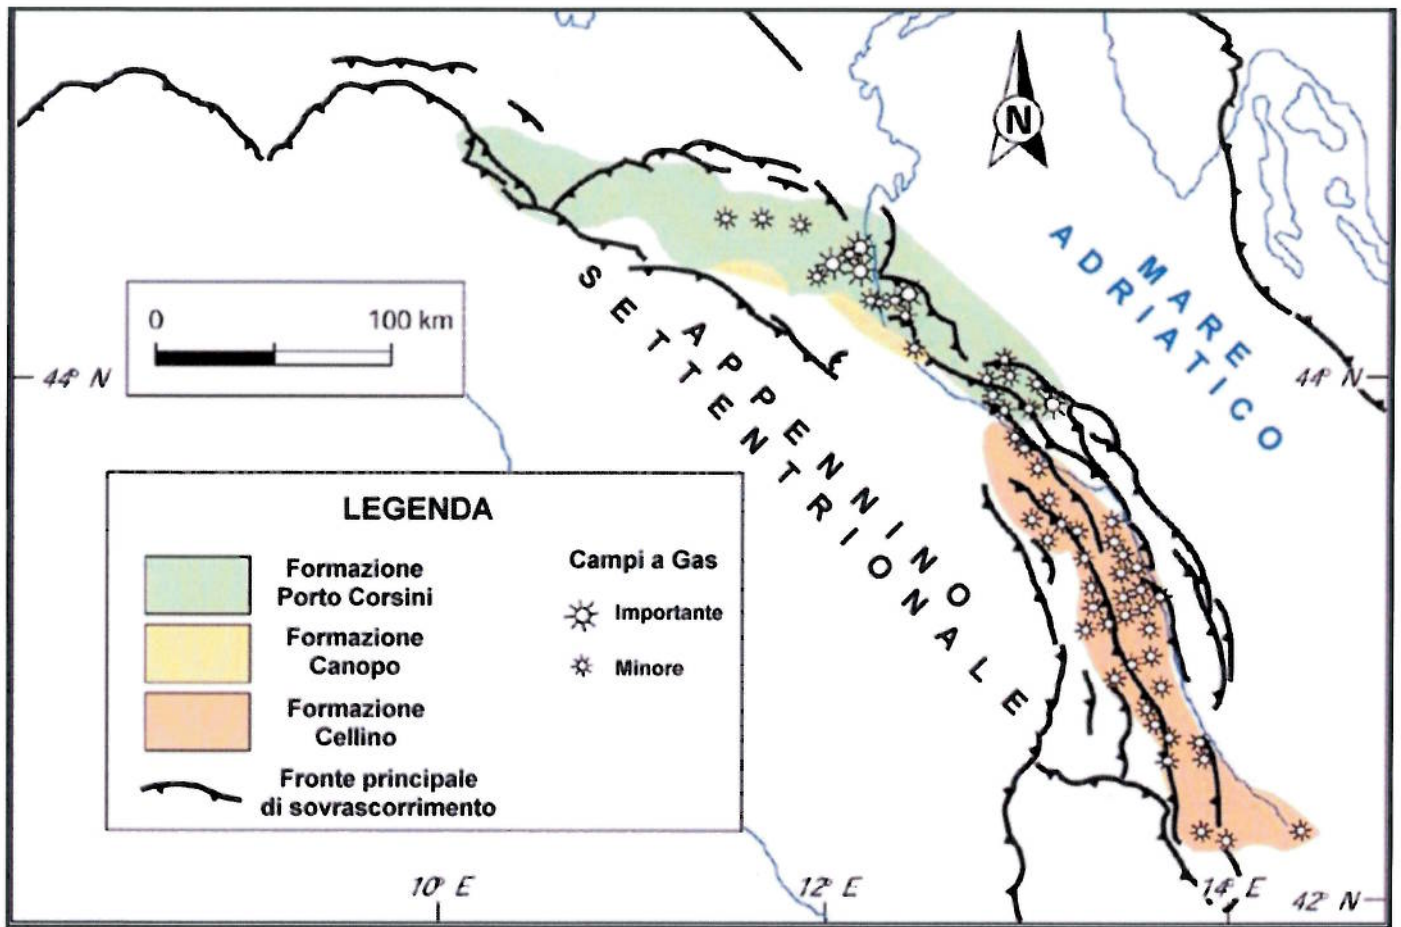 N
MARE
ADRIATICO
0 100 km
APPENNINO
SETTENTRIONALE
44° N
44° N
LEGENDA
Formazione
Porto Corsini
Formazione
Canopo
Formazione
Cellino
Fronte principale
di sovrascorrimento
Campi a Gas
Importante
Minore
10° E
12° E
14° E
42° N